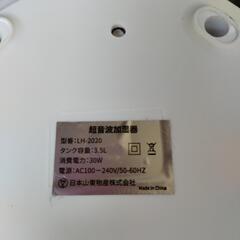 超音波加湿器
型番:LH-2020
タンク容量:3.5L
消費電力:30W
電源:AC100-240V/50-60HZ
日本山東物産株式会社
Made in China